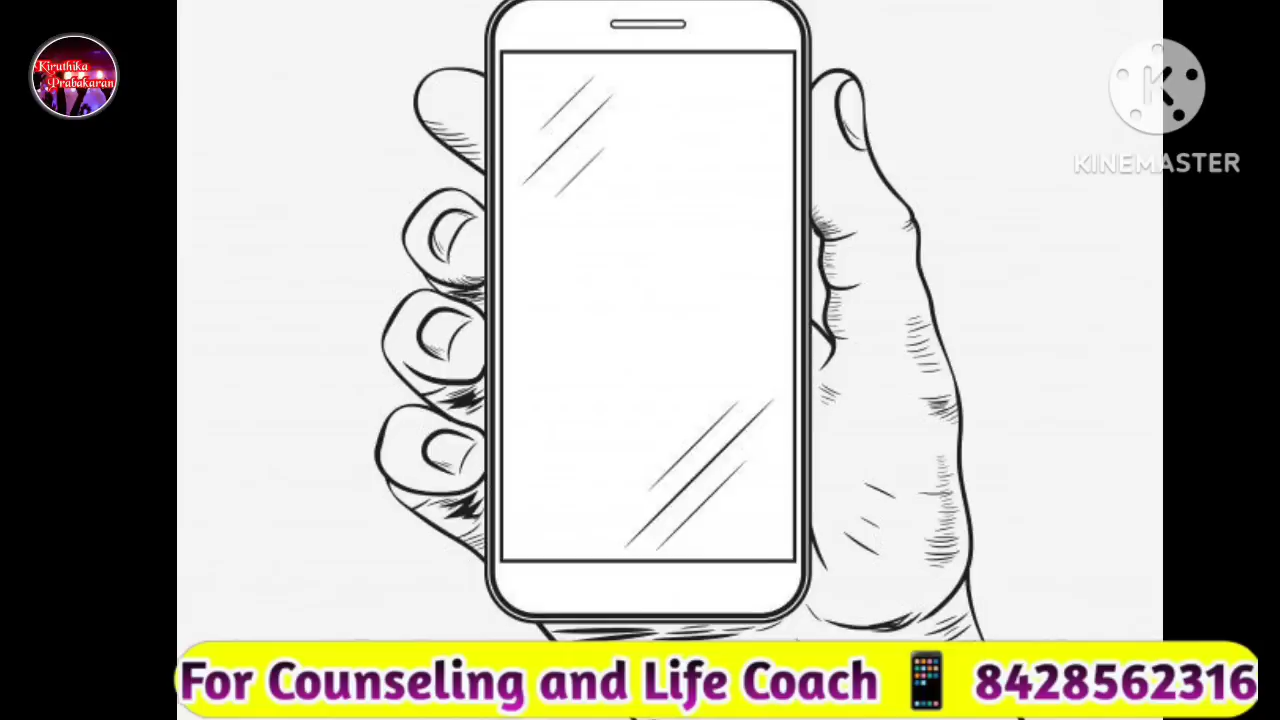 Kiruthika
Prabakaran
KINEMASTER
For Counseling and Life Coach 📱 8428562316